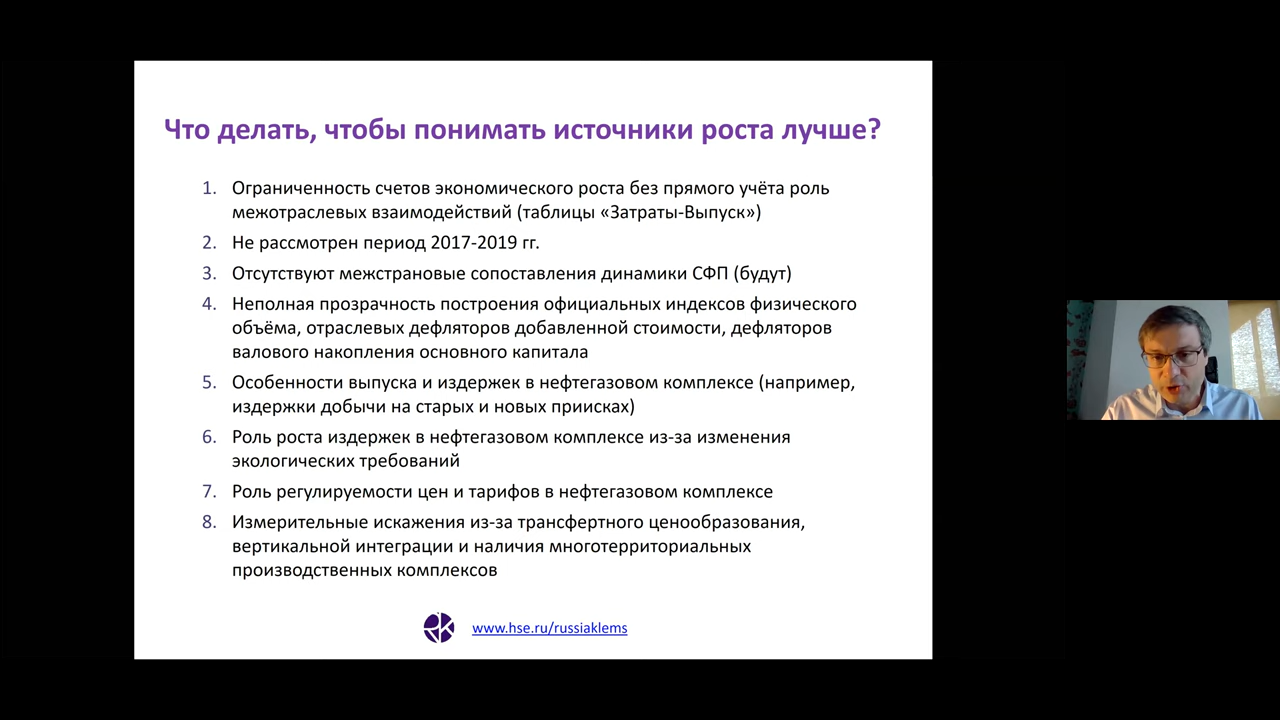 Что делать, чтобы понимать источники роста лучше?
1. Ограниченность счетов экономического роста без прямого учёта роль
межотраслевых взаимодействий (таблицы «Затраты-Выпуск»)
2. Не рассмотрен период 2017-2019 гг.
3. Отсутствуют межстрановые сопоставления динамики СФП (будут)
4. Неполная прозрачность построения официальных индексов физического
объёма, отраслевых дефляторов добавленной стоимости, дефляторов
валового накопления основного капитала
5. Особенности выпуска и издержек в нефтегазовом комплексе (например,
издержки добычи на старых и новых приисках)
6. Роль роста издержек в нефтегазовом комплексе из-за изменения
экологических требований
7. Роль регулируемости цен и тарифов в нефтегазовом комплексе
8. Измерительные искажения из-за трансфертного ценообразования,
вертикальной интеграции и наличия многотерриториальных
производственных комплексов
www.hse.ru/russiaklems